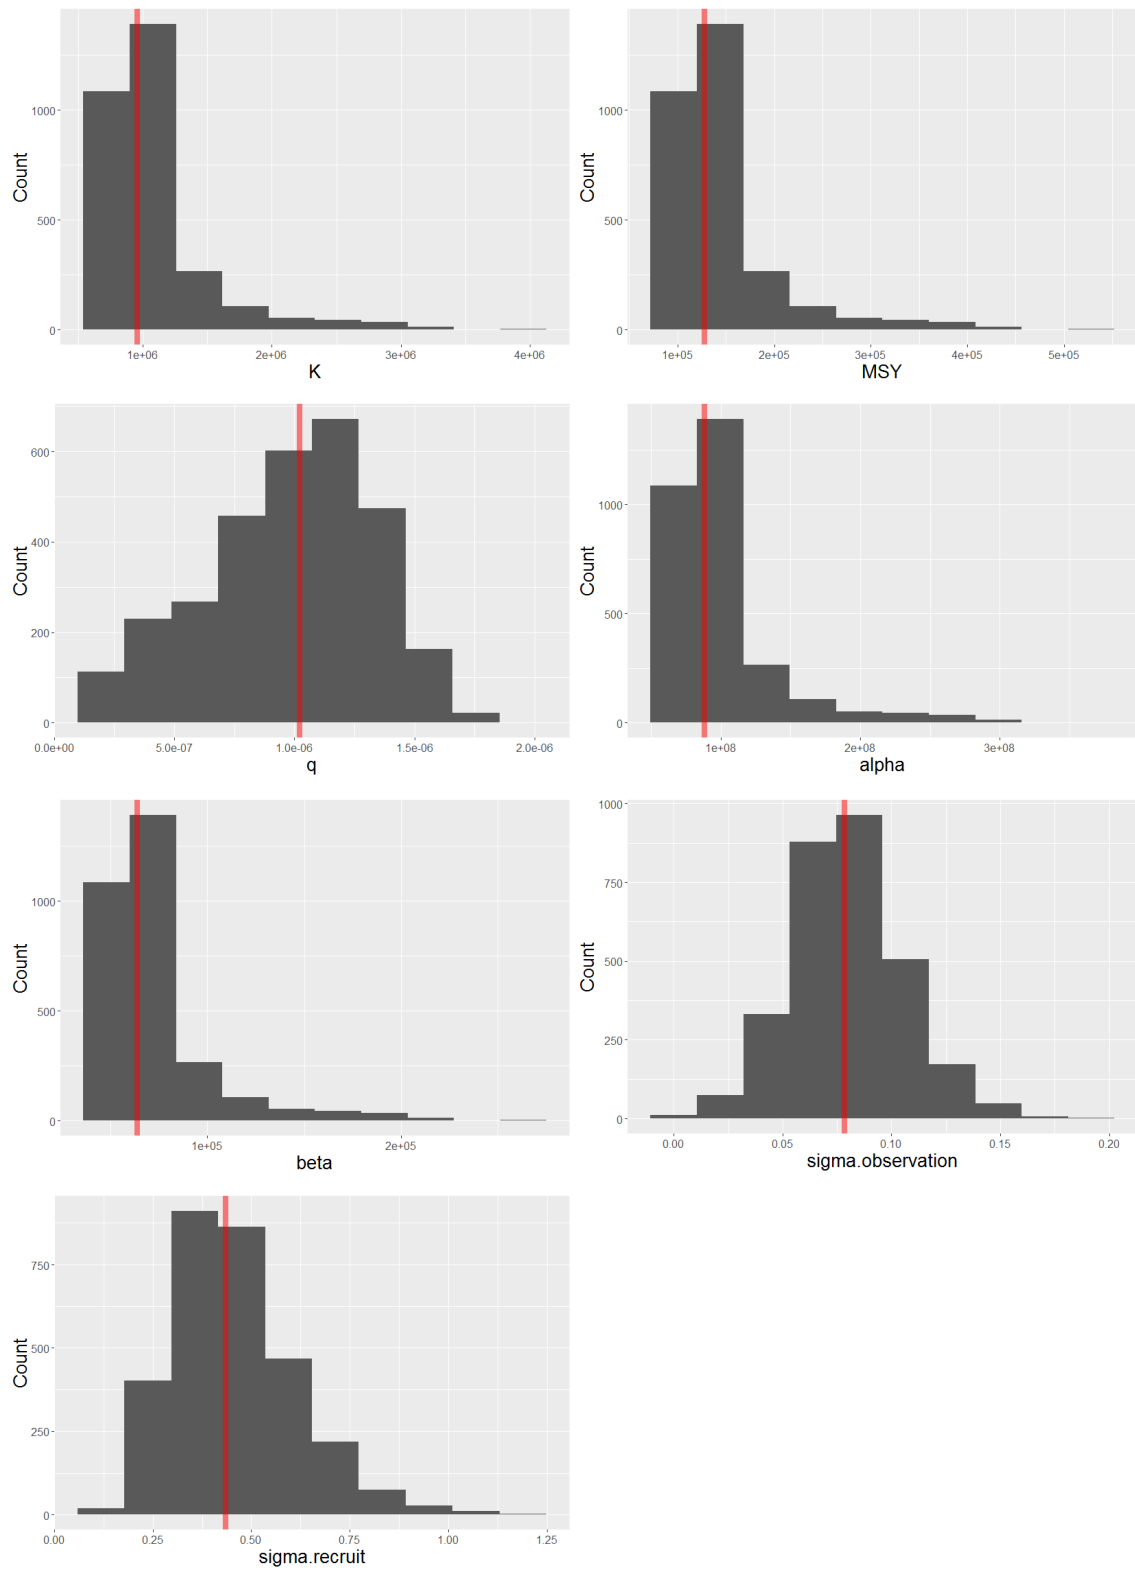 Count
1000
500
0
1e+06 2e+06 3e+06 4e+06
K
Count
1000
500
0
1e+05 2e+05 3e+05 4e+05 5e+05
MSY
Count
600
400
200
0
0.0e+00 5.0e-07 1.0e-06 1.5e-06 2.0e-06
q
Count
1000
500
0
1e+08 2e+08 3e+08
alpha
Count
1000
500
0
1e+05 2e+05
beta
Count
1000
750
500
250
0
0.00 0.05 0.10 0.15 0.20
sigma.observation
Count
750
500
250
0
0.00 0.25 0.50 0.75 1.00 1.25
sigma.recruit